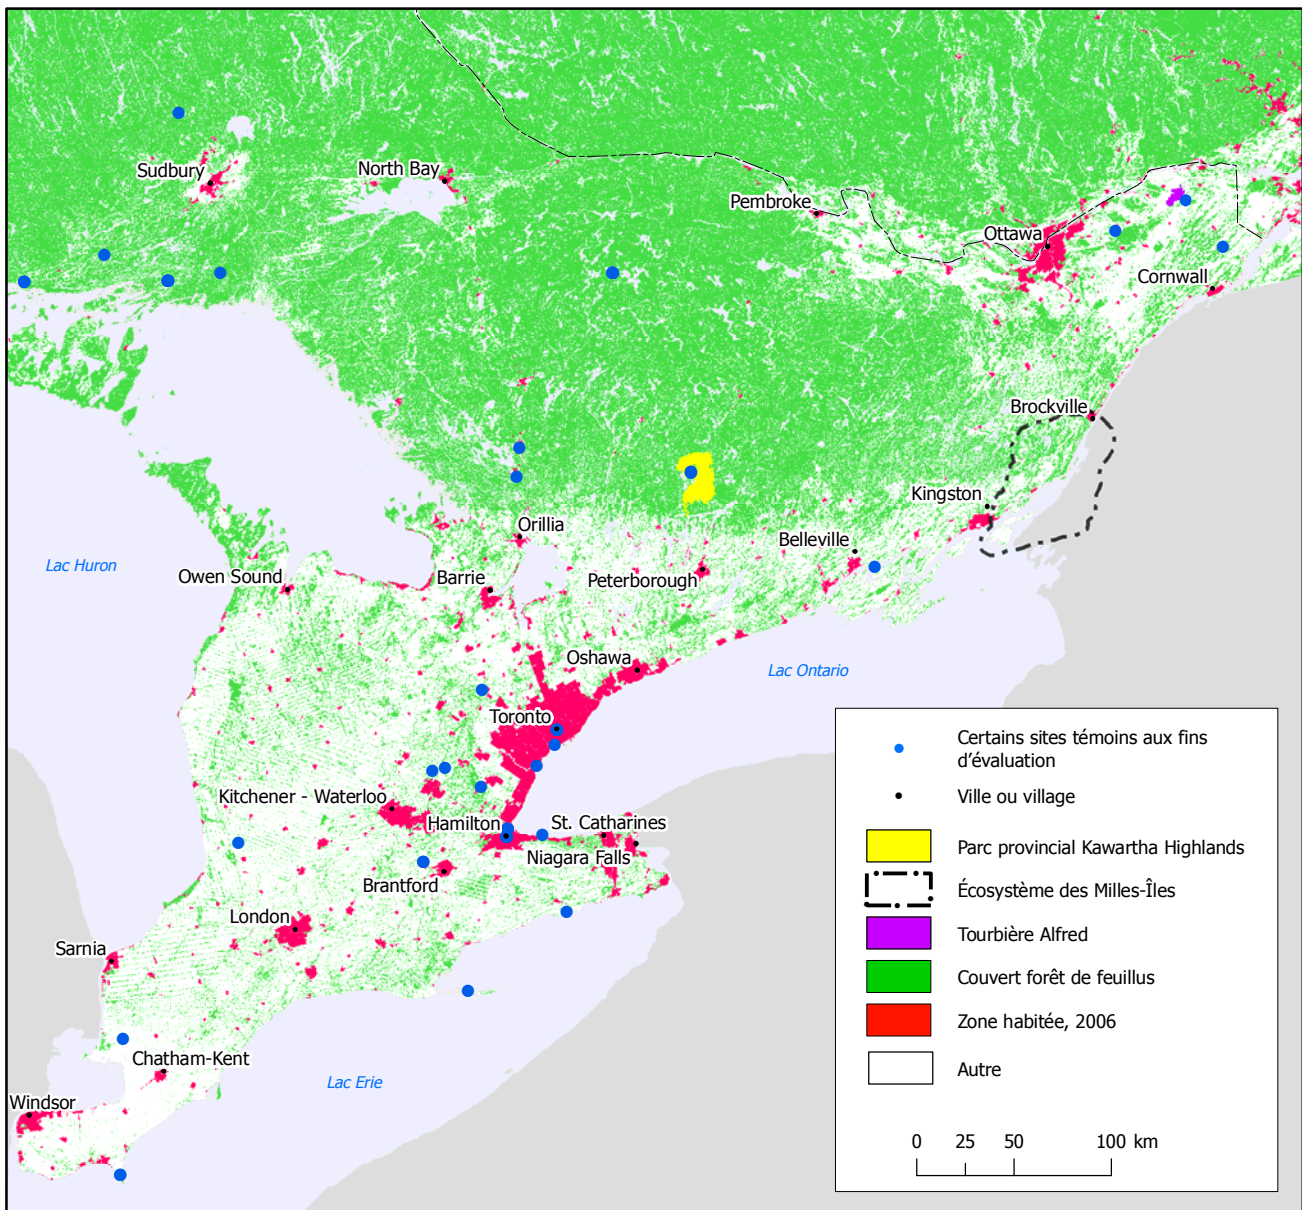 Sudbury
North Bay
Pembroke
Ottawa
Cornwall
Brockville
Kingston
Orillia
Belleville
Lac Huron
Owen Sound
Barrie
Peterborough
Oshawa
Lac Ontario
Toronto
Kitchener - Waterloo
Hamilton
St. Catharines
Niagara Falls
Brantford
London
Sarnia
Chatham-Kent
Lac Erie
Windsor
Certains sites témoins aux fins
d'évaluation
Ville ou village
Parc provincial Kawartha Highlands
Écosystème des Milles-Îles
Tourbière Alfred
Couvert forêt de feuillus
Zone habitée, 2006
Autre
0 25 50 100 km